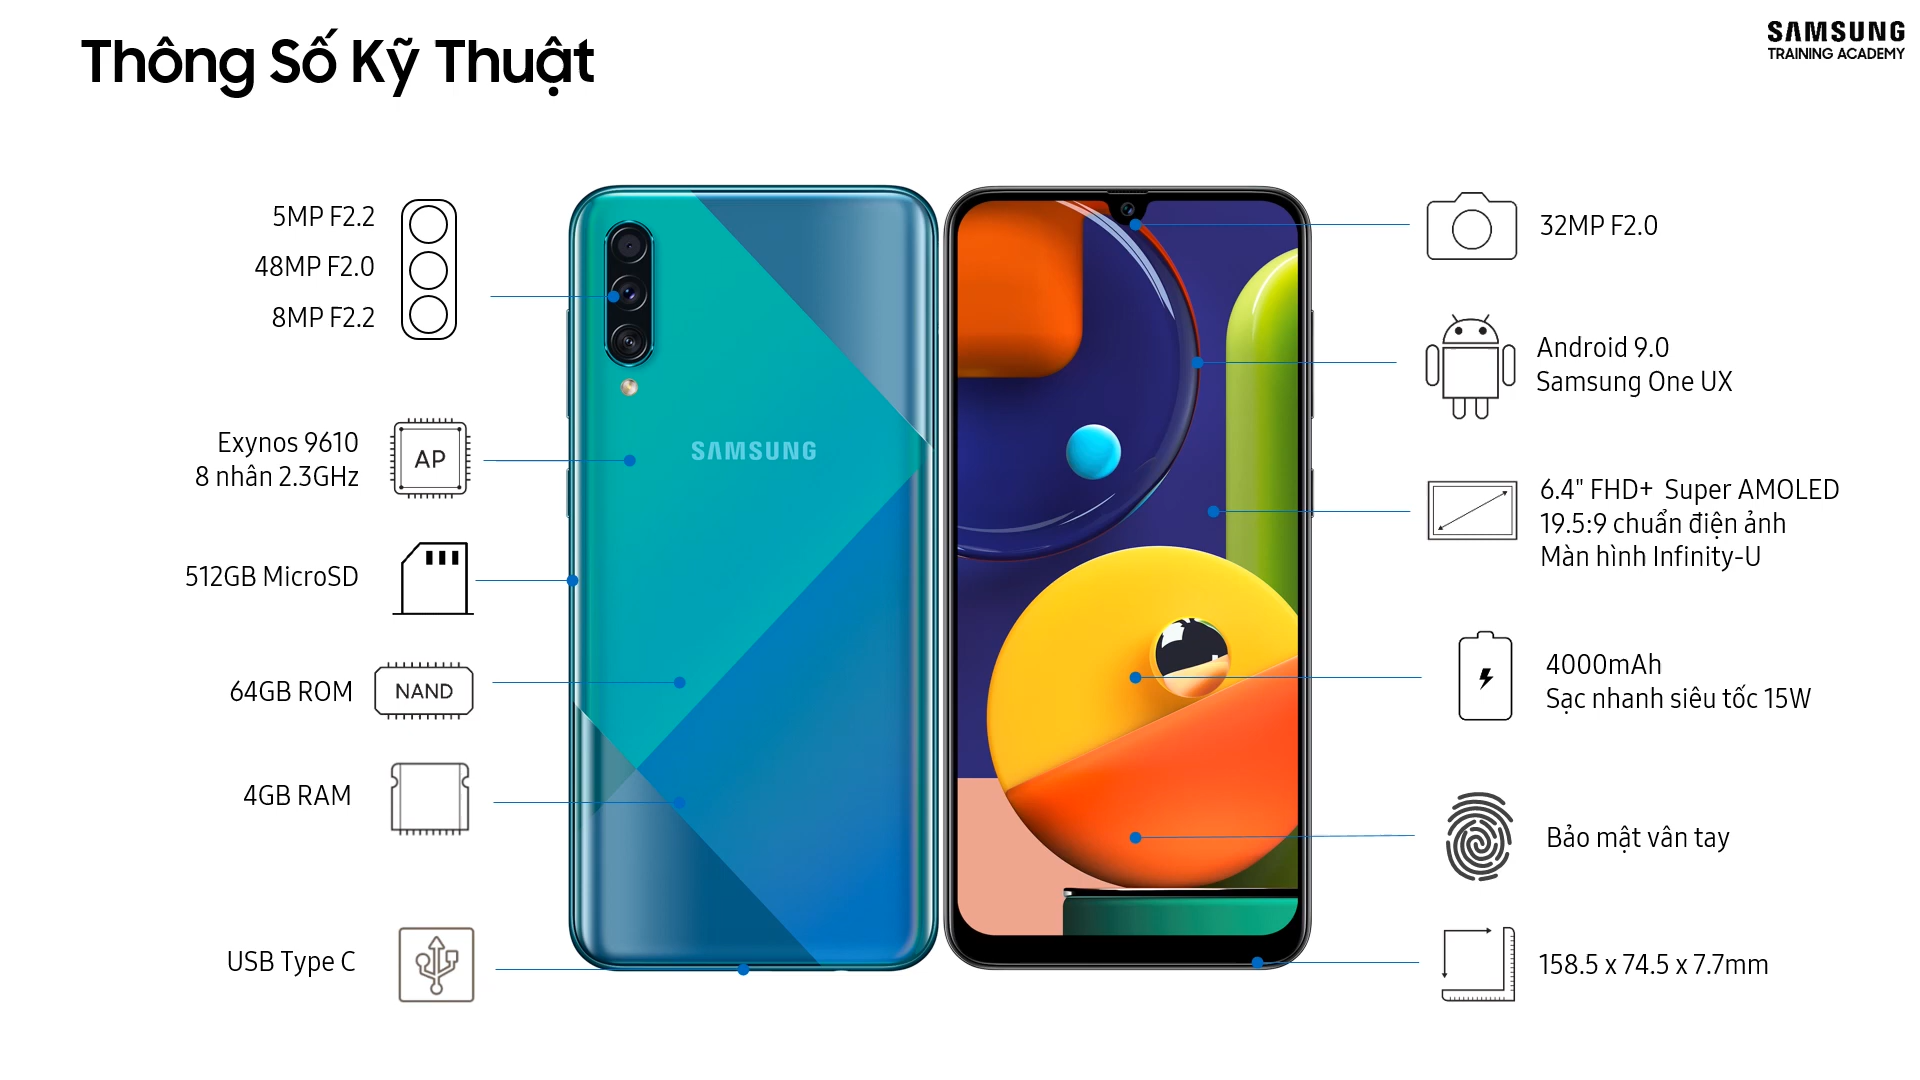 Thông Số Kỹ Thuật
SAMSUNG
TRAINING ACADEMY
5MP F2.2
48MP F2.0
8MP F2.2
Exynos 9610
8 nhân 2.3GHz
AP
512GB MicroSD
64GB ROM
NAND
4GB RAM
USB Type C
SAMSUNG
32MP F2.0
Android 9.0
Samsung One UX
6.4" FHD+ Super AMOLED
19.5:9 chuẩn điện ảnh
Màn hình Infinity-U
4000mAh
Sạc nhanh siêu tốc 15W
Bảo mật vân tay
158.5 x 74.5 x 7.7mm